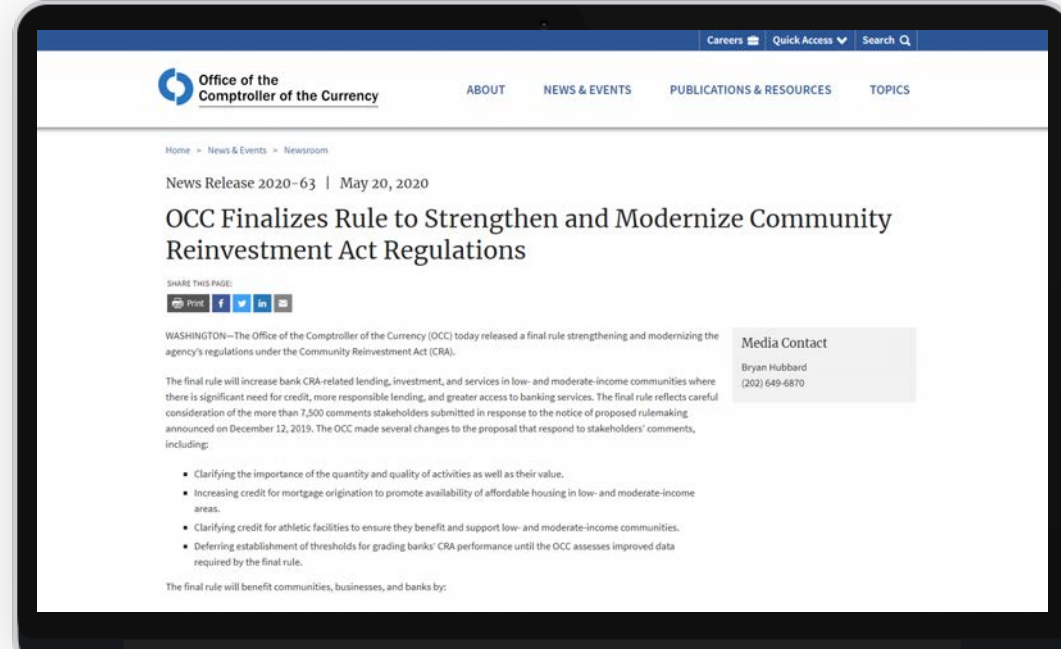 Careers Quick Access Search
Office of the
Comptroller of the Currency
ABOUT NEWS & EVENTS PUBLICATIONS & RESOURCES TOPICS
Home > News & Events > Newsroom
News Release 2020-63 | May 20, 2020
OCC Finalizes Rule to Strengthen and Modernize Community
Reinvestment Act Regulations
SHARE THIS PAGE:
Print f in
WASHINGTON—The Office of the Comptroller of the Currency (OCC) today released a final rule strengthening and modernizing the
agency's regulations under the Community Reinvestment Act (CRA).
Media Contact
Bryan Hubbard
(202) 649-6870
The final rule will increase bank CRA-related lending, investment, and services in low- and moderate-income communities where
there is significant need for credit, more responsible lending, and greater access to banking services. The final rule reflects careful
consideration of the more than 7,500 comments stakeholders submitted in response to the notice of proposed rulemaking
announced on December 12, 2019. The OCC made several changes to the proposal that respond to stakeholders' comments,
including:
▪ Clarifying the importance of the quantity and quality of activities as well as their value.
▪ Increasing credit for mortgage origination to promote availability of affordable housing in low- and moderate-income
areas.
▪ Clarifying credit for athletic facilities to ensure they benefit and support low- and moderate-income communities.
▪ Deferring establishment of thresholds for grading banks' CRA performance until the OCC assesses improved data
required by the final rule.
The final rule will benefit communities, businesses, and banks by: